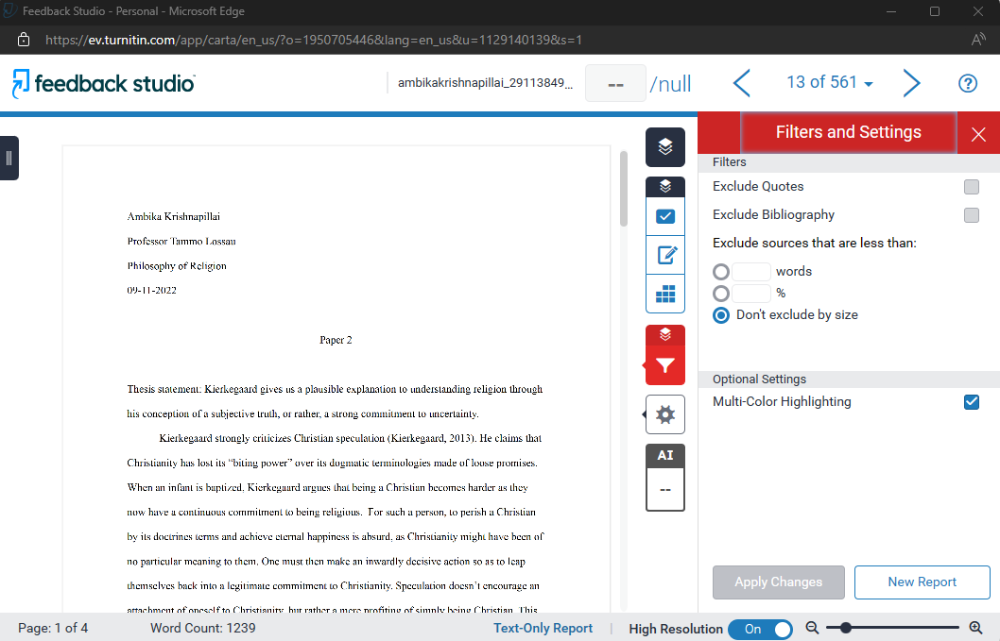 Feedback Studio - Personal - Microsoft Edge
https://ev.turnitin.com/app/carta/en_us/?o=1950705446&lang=en_us&u=1129140139&s=1
feedback studio
ambikakrishnapillai_29113849...
-- /null
13 of 561
Filters and Settings
Filters
Exclude Quotes
Exclude Bibliography
Exclude sources that are less than:
words
%
Don't exclude by size
Optional Settings
Multi-Color Highlighting
Apply Changes
New Report
AI
--
Ambika Krishnapillai
Professor Tammo Lossau
Philosophy of Religion
09-11-2022
Paper 2
Thesis statement: Kierkegaard gives us a plausible explanation to understanding religion through
his conception of a subjective truth, or rather, a strong commitment to uncertainty.
Kierkegaard strongly criticizes Christian speculation (Kierkegaard, 2013). He claims that
Christianity has lost its “biting power” over its dogmatic terminologies made of loose promises.
When an infant is baptized, Kierkegaard argues that being a Christian becomes harder as they
now have a continuous commitment to being religious. For such a person, to perish a Christian
by its doctrines terms and achieve eternal happiness is absurd, as Christianity might have been of
no particular meaning to them. One must then make an inwardly decisive action so as to leap
themselves back into a legitimate commitment to Christianity. Speculation doesn’t encourage an
attachment of oneself to Christianity, but rather a mere profiting of simply being Christian. This
Page: 1 of 4
Word Count: 1239
Text-Only Report
High Resolution
On